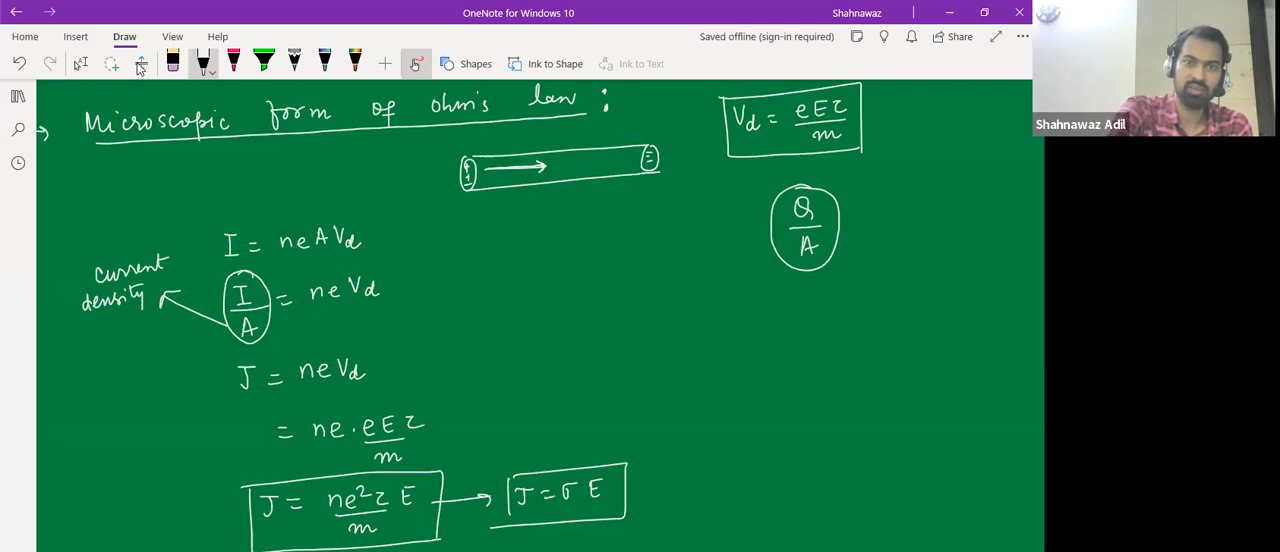 OneNote for Windows 10
Shahnawaz
Home Insert Draw View Help
Saved offline (sign-in required)
Share
Shapes
Ink to Shape
Ink to Text
Shahnawaz Adil
Microscopic form of ohm's law :
Vd = eEτ/m
Q/A
I = neAVd
current density
I/A = neVd
J = neVd
= ne · eEτ/m
J = ne²τ/m E → J = σ E